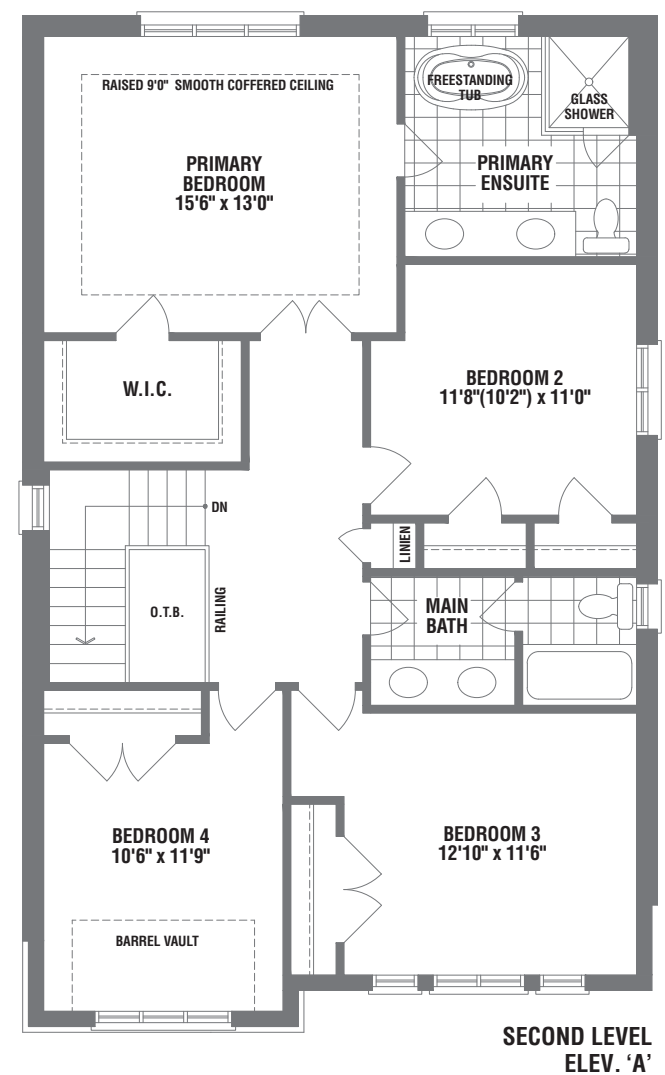 RAISED 9'0" SMOOTH COFFERED CEILING
PRIMARY
BEDROOM
15'6" x 13'0"
FREESTANDING
TUB
GLASS
SHOWER
PRIMARY
ENSUITE
W.I.C.
BEDROOM 2
11'8"(10'2") x 11'0"
DN
LINIEN
O.T.B.
RAILING
MAIN
BATH
BEDROOM 4
10'6" x 11'9"
BEDROOM 3
12'10" x 11'6"
BARREL VAULT
SECOND LEVEL
ELEV. ‘A’